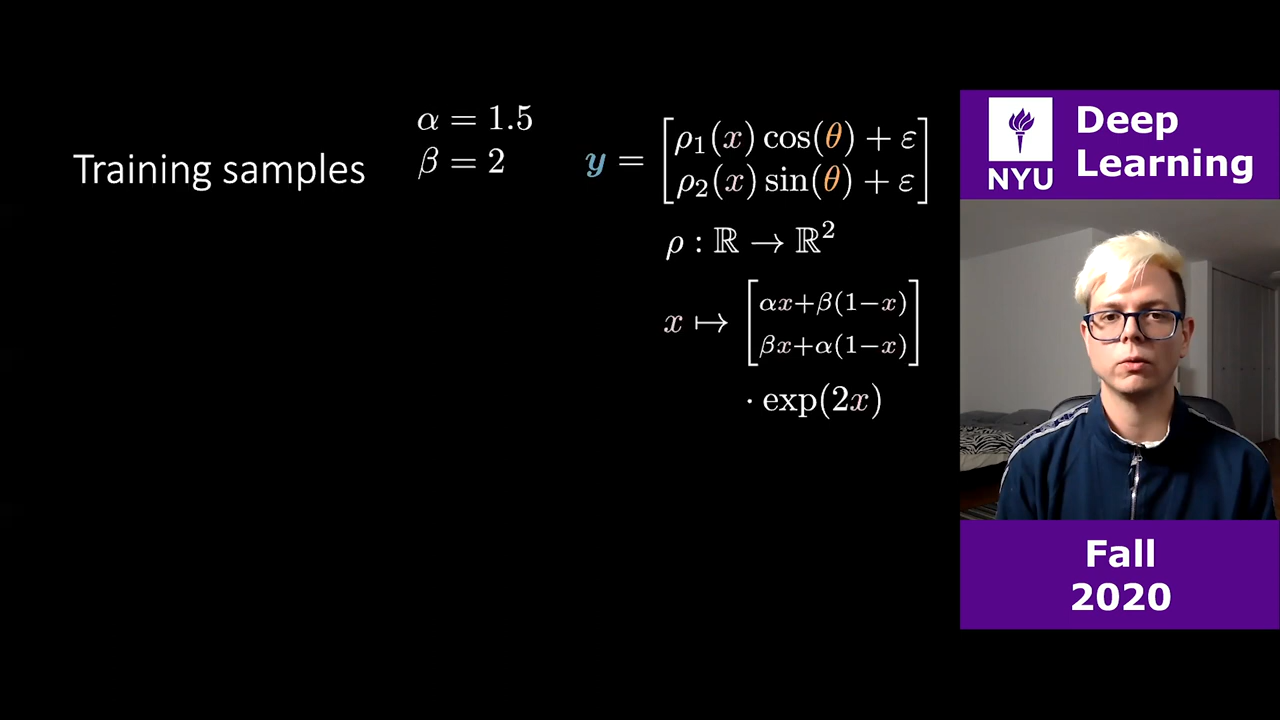 Training samples
α = 1.5
β = 2
y = [ρ₁(x) cos(θ) + ε
ρ₂(x) sin(θ) + ε]
ρ : ℝ → ℝ²
x ↦ [αx+β(1−x)
βx+α(1−x)]
· exp(2x)
NYU
Deep
Learning
Fall
2020